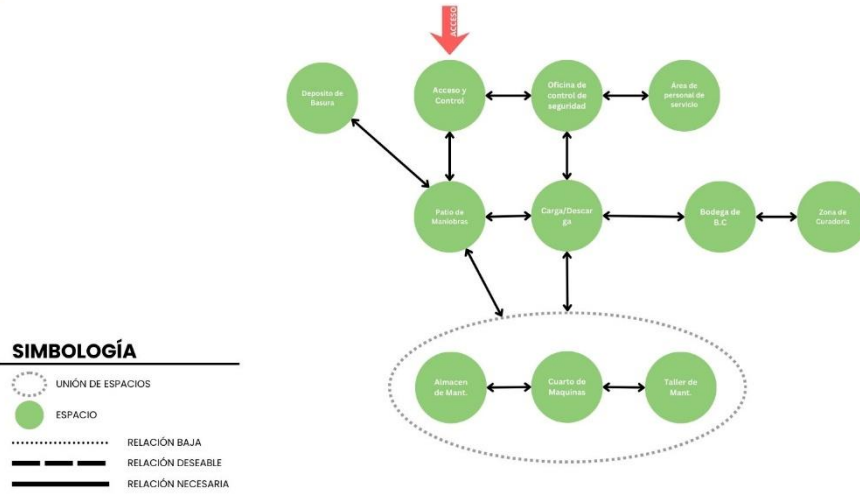 ACCESO
Deposito de
Basura
Acceso y
Control
Oficina de
control de
seguridad
Área de
personal de
servicio
Patio de
Maniobras
Carga/Descar
ga
Bodega de
B.C
Zona de
Curaduría
Almacen
de Mant.
Cuarto de
Maquinas
Taller de
Mant.
SIMBOLOGÍA
UNIÓN DE ESPACIOS
ESPACIO
RELACIÓN BAJA
RELACIÓN DESEABLE
RELACIÓN NECESARIA